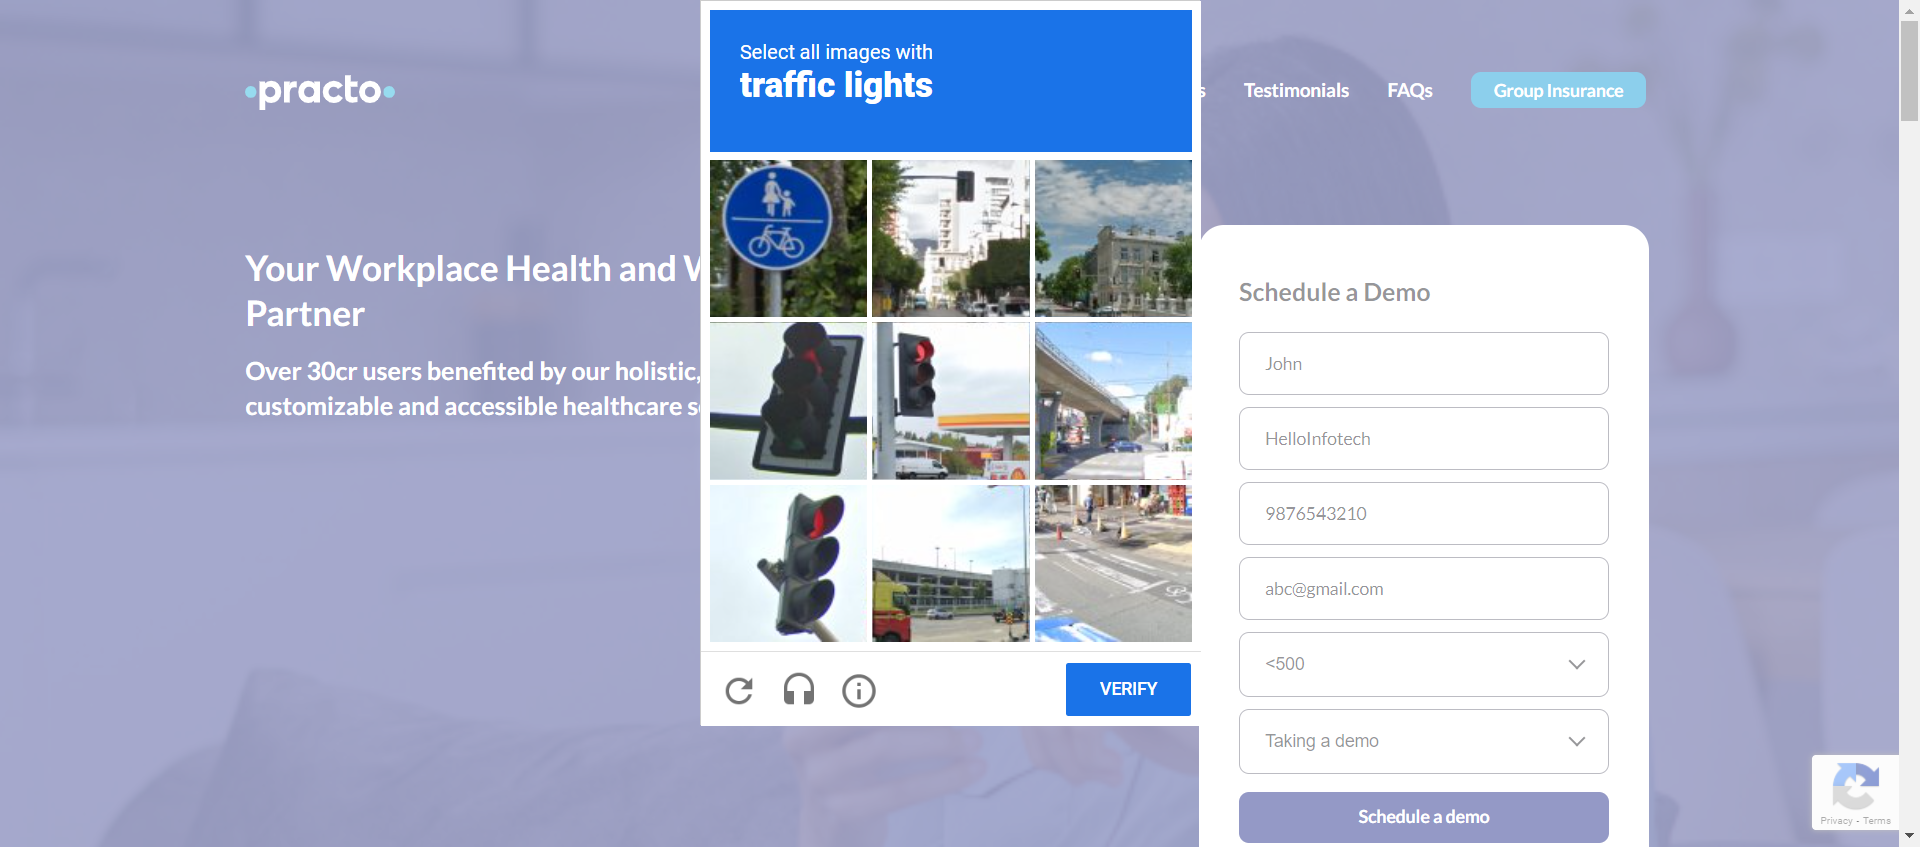 Select all images with
traffic lights
practo
s
Testimonials
FAQs
Group Insurance
Your Workplace Health and W
Partner
Over 30cr users benefited by our holistic,
customizable and accessible healthcare s
Schedule a Demo
John
HelloInfotech
9876543210
abc@gmail.com
<500
Taking a demo
Schedule a demo
VERIFY
Privacy - Terms